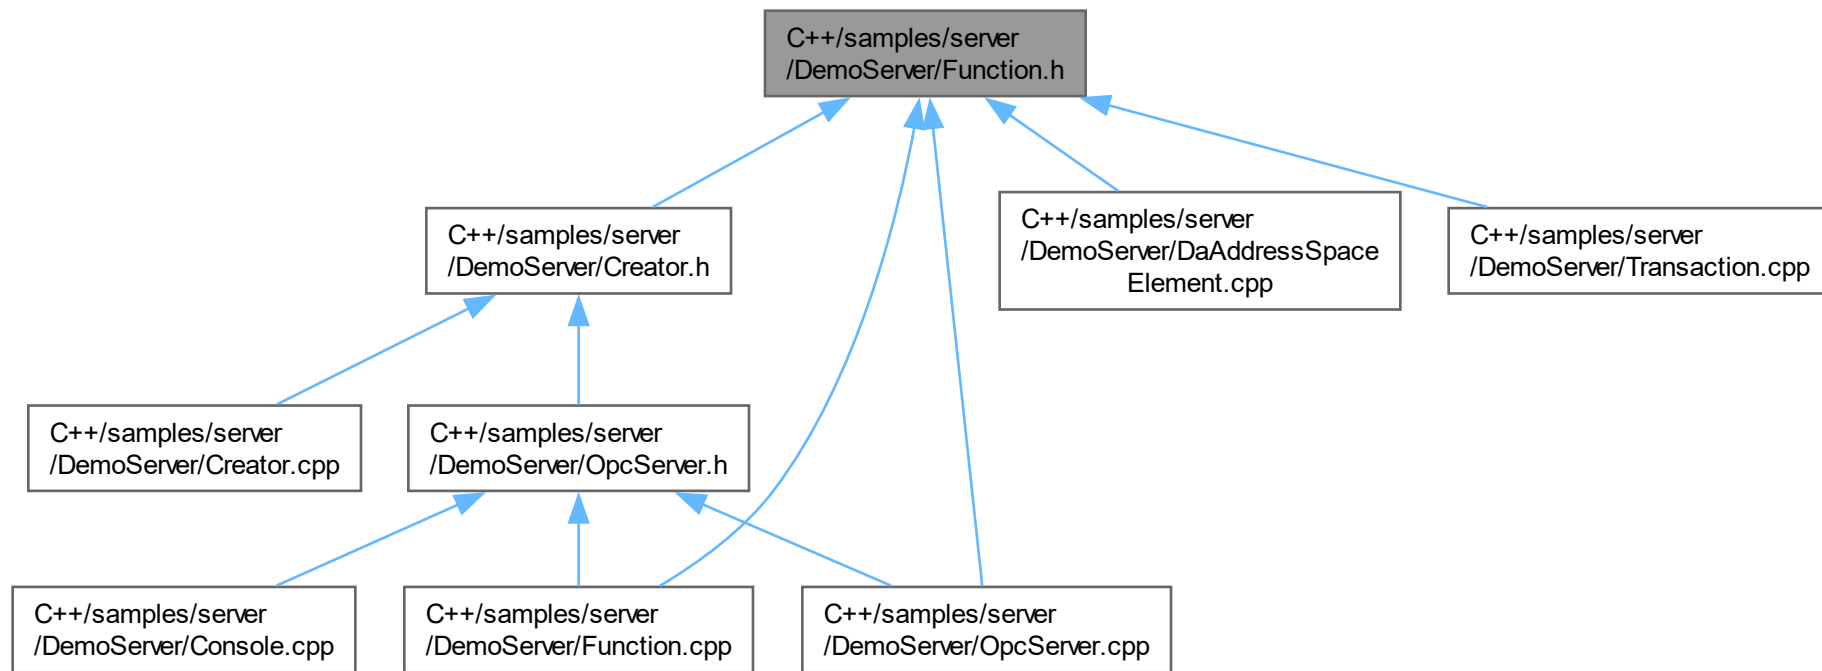 C++/samples/server
/DemoServer/Function.h
C++/samples/server
/DemoServer/Creator.h
C++/samples/server
/DemoServer/DaAddressSpace
Element.cpp
C++/samples/server
/DemoServer/Transaction.cpp
C++/samples/server
/DemoServer/Creator.cpp
C++/samples/server
/DemoServer/OpcServer.h
C++/samples/server
/DemoServer/Console.cpp
C++/samples/server
/DemoServer/Function.cpp
C++/samples/server
/DemoServer/OpcServer.cpp